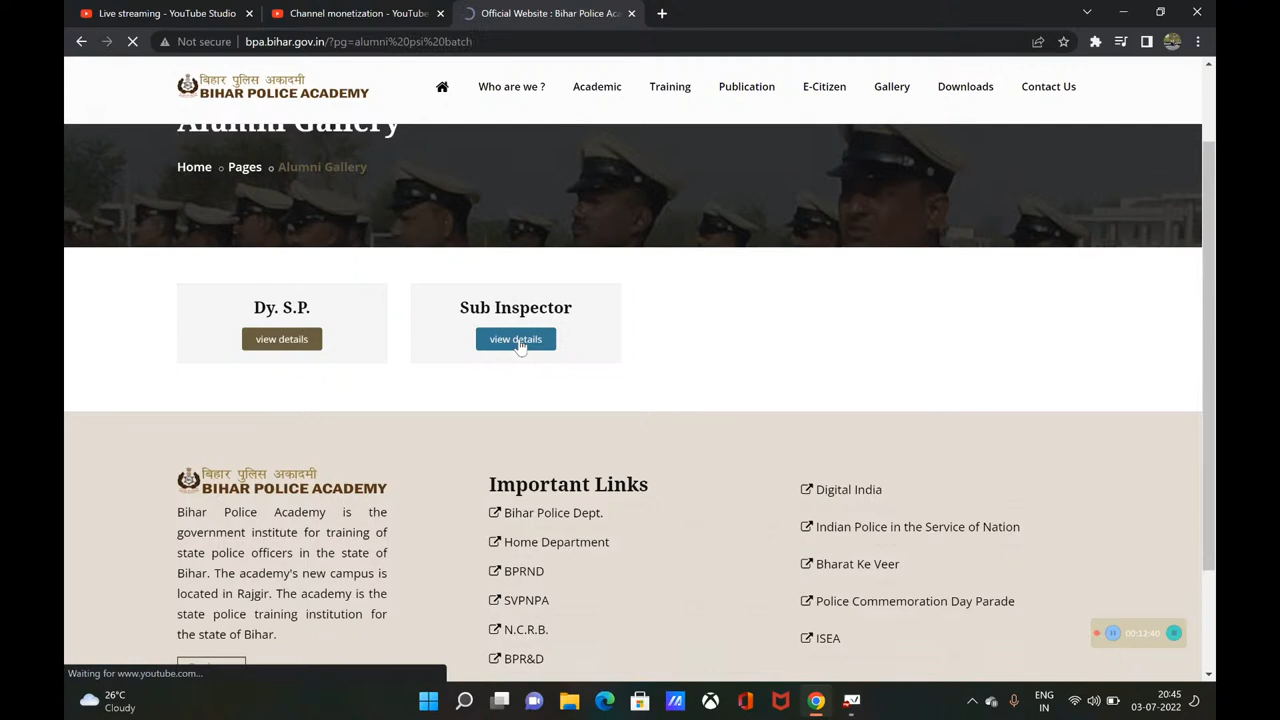 Live streaming - YouTube Studio
Channel monetization - YouTube
Official Website : Bihar Police Aca
Not secure
bpa.bihar.gov.in/?pg=alumni%20psi%20batch
बिहार पुलिस अकादमी
BIHAR POLICE ACADEMY
Who are we ?
Academic
Training
Publication
E-Citizen
Gallery
Downloads
Contact Us
Alumni Gallery
Home
Pages
Alumni Gallery
Dy. S.P.
view details
Sub Inspector
view details
बिहार पुलिस अकादमी
BIHAR POLICE ACADEMY
Bihar Police Academy is the
government institute for training of
state police officers in the state of
Bihar. The academy's new campus is
located in Rajgir. The academy is the
state police training institution for
the state of Bihar.
Important Links
Bihar Police Dept.
Home Department
BPRND
SVPNPA
N.C.R.B.
BPR&D
Digital India
Indian Police in the Service of Nation
Bharat Ke Veer
Police Commemoration Day Parade
ISEA
00:12:40
Waiting for www.youtube.com...
26°C
Cloudy
ENG
IN
20:45
03-07-2022